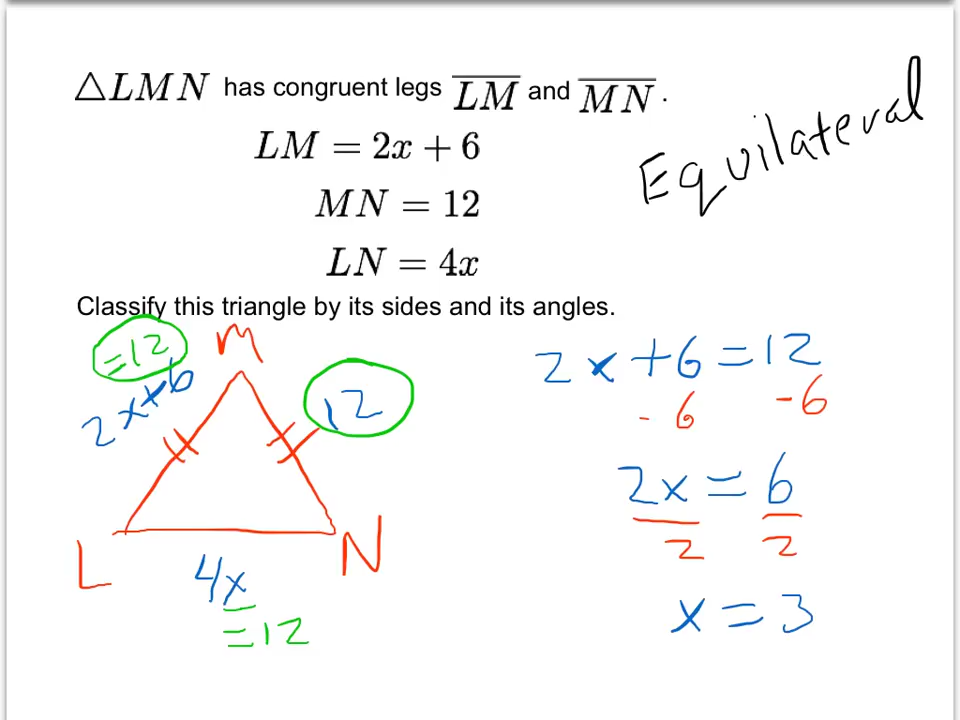 △LMN has congruent legs LM and MN.
Equilateral
LM = 2x + 6
MN = 12
LN = 4x
Classify this triangle by its sides and its angles.
=12
M
2x+6
12
L
N
4x
=12
2x+6=12
-6 -6
2x=6
2 2
x=3